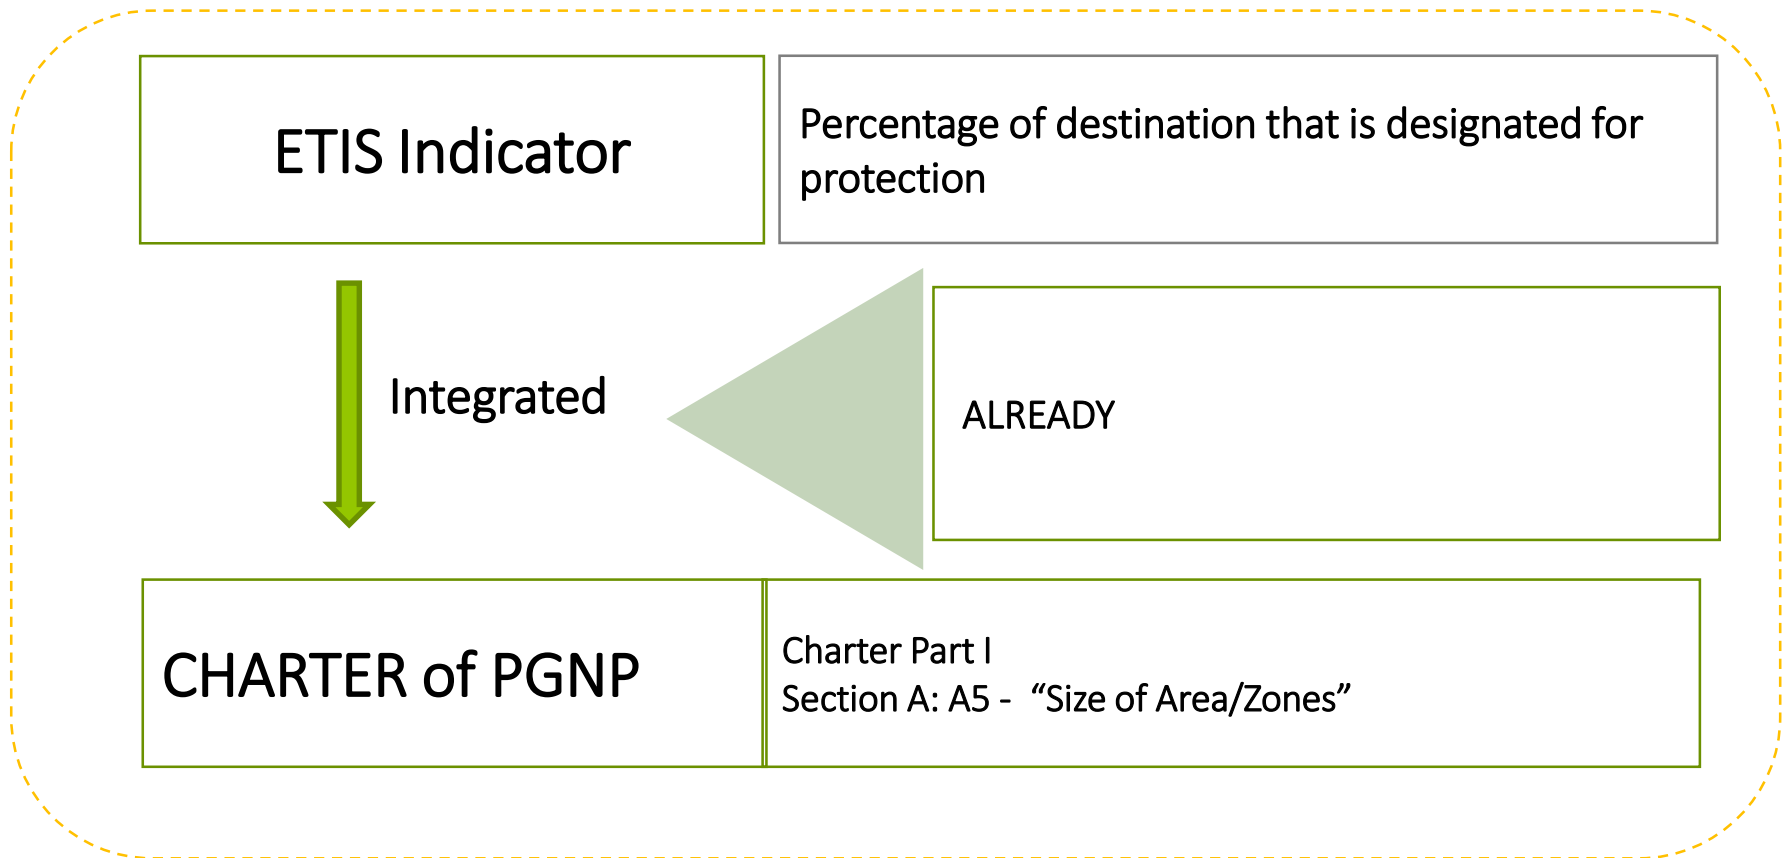 ETIS Indicator
Percentage of destination that is designated for
protection
Integrated
ALREADY
CHARTER of PGNP
Charter Part I
Section A: A5 -  “Size of Area/Zones”